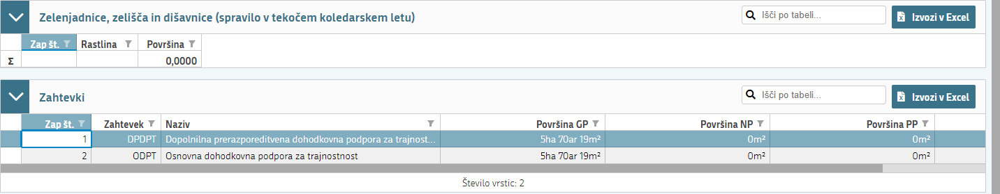 Zelenjadnice, zelišča in dišavnice (spravilo v tekočem koledarskem letu) Išči po tabeli... Izvozi v Excel
Zap št. Rastlina Površina
Σ 0,0000
Zahtevki Išči po tabeli... Izvozi v Excel
Zap št. Zahtevek Naziv Površina GP Površina NP Površina PP
1 DPDPT Dopolnilna prerazporeditvena dohodkovna podpora za trajnost... 5ha 70ar 19m² 0m² 0m²
2 ODPT Osnovna dohodkovna podpora za trajnostnost 5ha 70ar 19m² 0m² 0m²
Število vrstic: 2